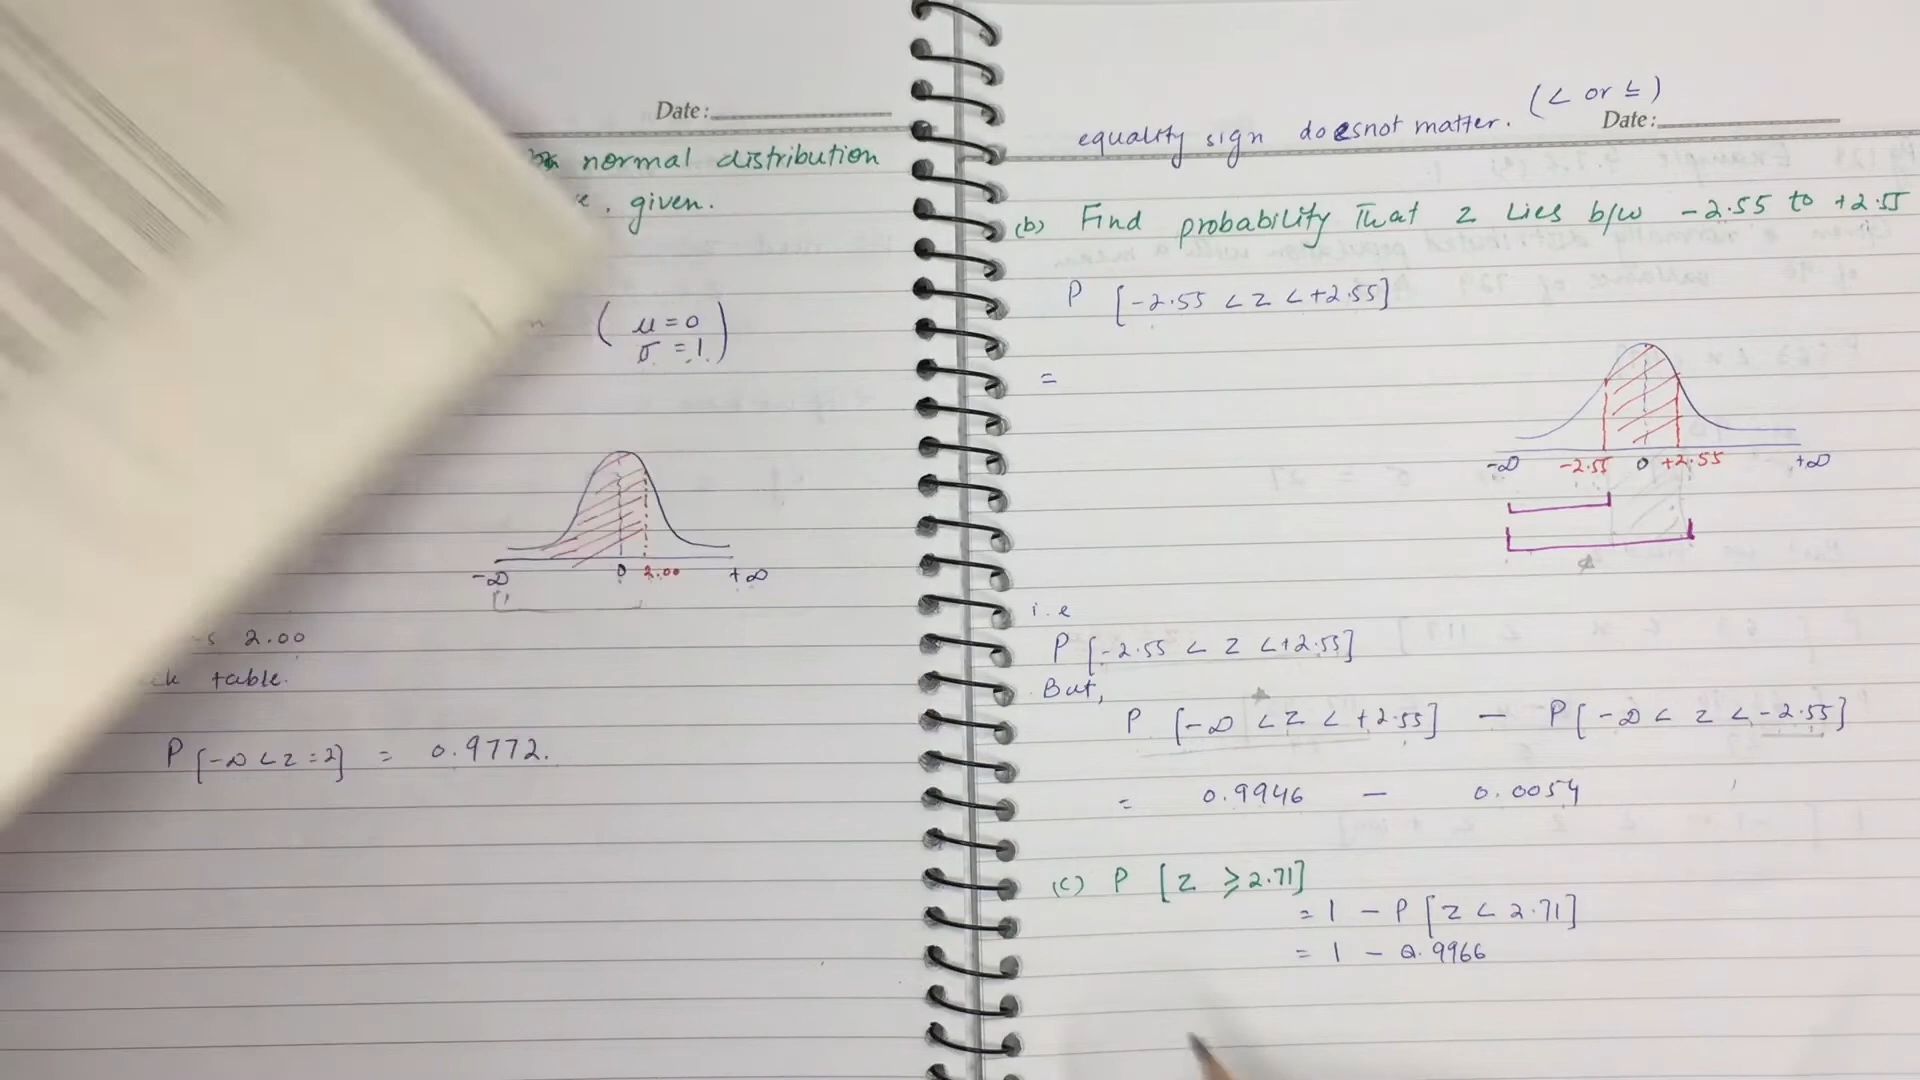 Date:
normal distribution
given.
( μ = 0
σ = 1 )
-∞ 0 2.00 +∞
2.00
table.
P [-∞ < z = 2] = 0.9772.
(< or ≤)
equality sign doesnot matter.
Date:
(b) Find probability That z Lies b/w -2.55 to +2.55
P [-2.55 < z < +2.55]
=
-∞ -2.55 0 +2.55 +∞
i.e
P [-2.55 < z < +2.55]
But,
P [-∞ < z < +2.55] - P [-∞ < z < -2.55]
= 0.9946 - 0.0054
(c) P [z ≥ 2.71]
= 1 - P [z < 2.71]
= 1 - 0.9966